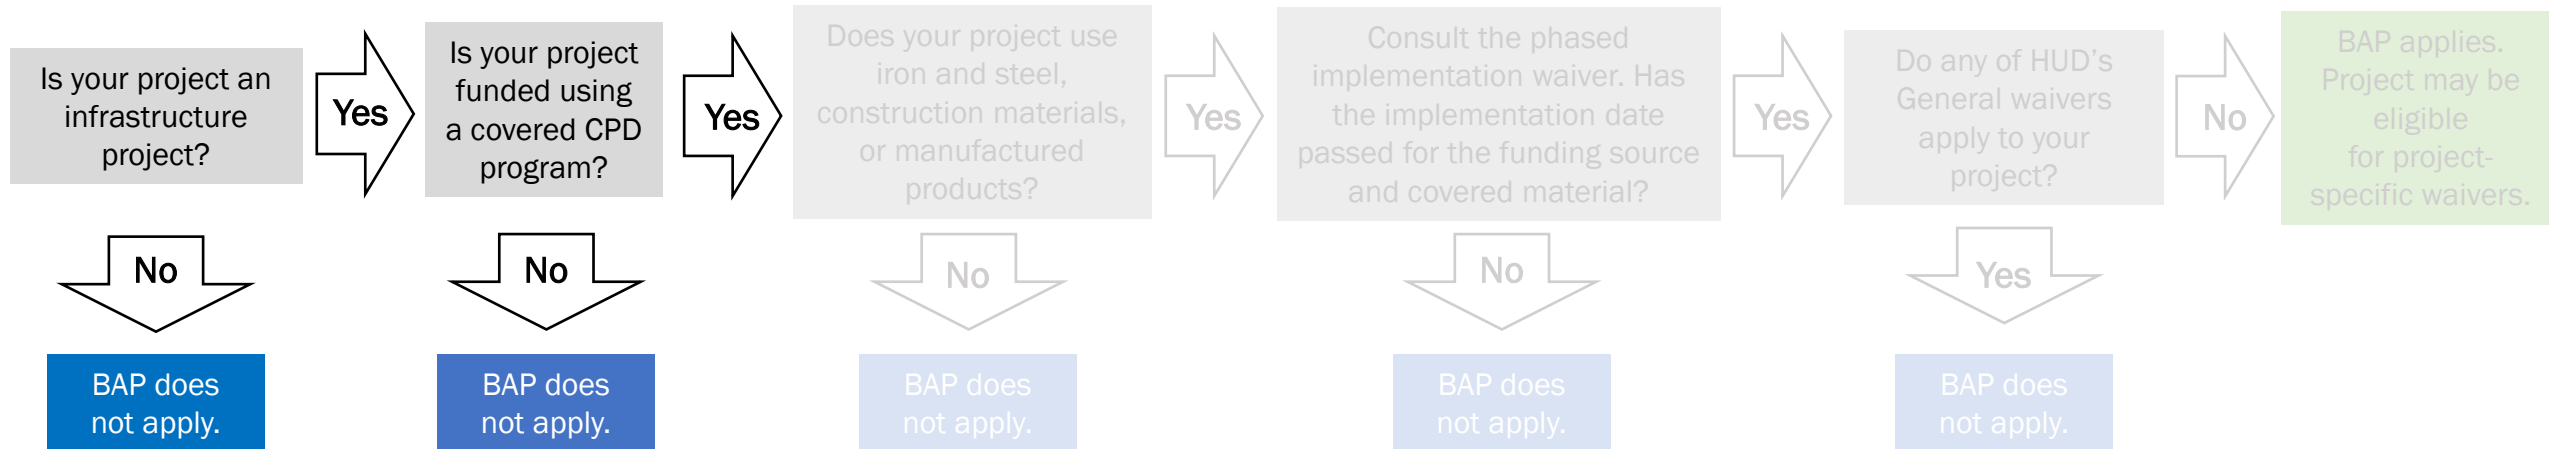 Is your project an
infrastructure
project?
Yes
No
BAP does
not apply.
Is your project
funded using
a covered CPD
program?
Yes
No
BAP does
not apply.
Does your project use
iron and steel,
construction materials,
or manufactured
products?
Yes
No
BAP does
not apply.
Consult the phased
implementation waiver. Has
the implementation date
passed for the funding source
and covered material?
Yes
No
BAP does
not apply.
Do any of HUD's
General waivers
apply to your
project?
No
Yes
BAP does
not apply.
BAP applies.
Project may be
eligible
for project-
specific waivers.